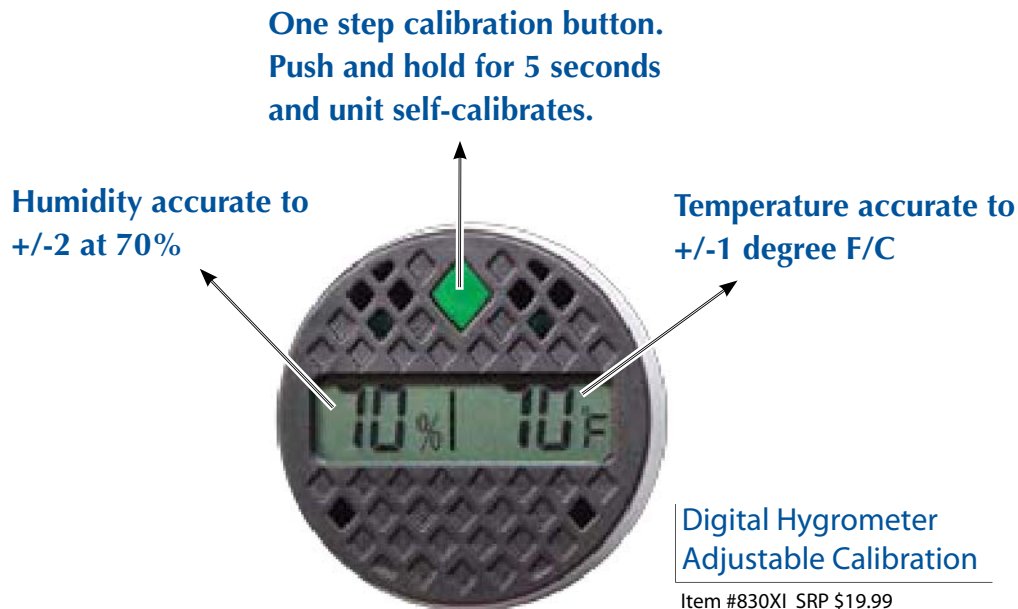 One step calibration button.
Push and hold for 5 seconds
and unit self-calibrates.
Humidity accurate to
+/-2 at 70%
Temperature accurate to
+/-1 degree F/C
70% 70°F
Digital Hygrometer
Adjustable Calibration
Item #830XI SRP $19.99